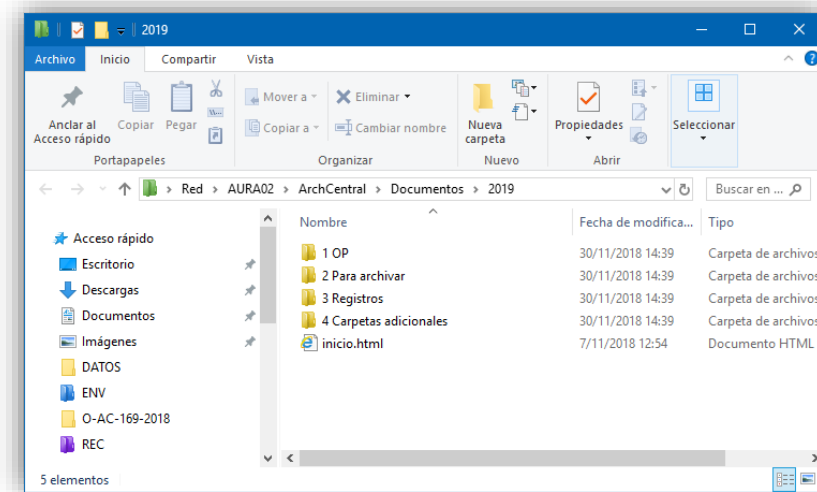 2019
Archivo Inicio Compartir Vista
Anclar al Acceso rápido
Copiar
Pegar
Portapapeles
Mover a
Copiar a
Eliminar
Cambiar nombre
Organizar
Nueva carpeta
Nuevo
Propiedades
Abrir
Seleccionar
Red > AURA02 > ArchCentral > Documentos > 2019
Buscar en ...
Acceso rápido
Escritorio
Descargas
Documentos
Imágenes
DATOS
ENV
O-AC-169-2018
REC
Nombre Fecha de modifica... Tipo
1 OP 30/11/2018 14:39 Carpeta de archivos
2 Para archivar 30/11/2018 14:39 Carpeta de archivos
3 Registros 30/11/2018 14:39 Carpeta de archivos
4 Carpetas adicionales 30/11/2018 14:39 Carpeta de archivos
inicio.html 7/11/2018 12:54 Documento HTML
5 elementos